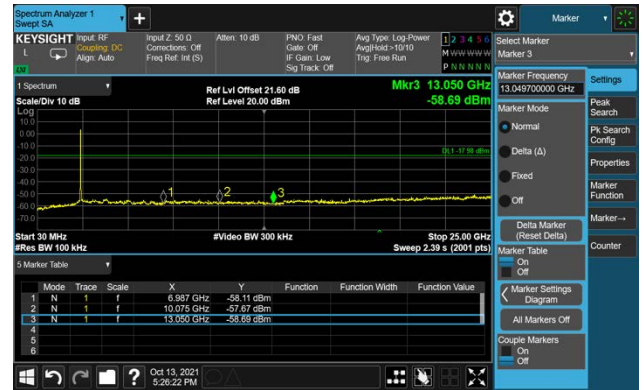 Spectrum Analyzer 1
Swept SA
Marker
KEYSIGHT
L
Input: RF
Coupling: DC
Align: Auto
Input Z: 50 Ω
Corrections: Off
Freq Ref: Int (S)
Atten: 10 dB
PNO: Fast
Gate: Off
IF Gain: Low
Sig Track: Off
Avg Type: Log-Power
Avg|Hold:>10/10
Trig: Free Run
1 2 3 4 5 6
M W W W W W
P N N N N N
Select Marker
Marker 3
LXI
1 Spectrum
Scale/Div 10 dB
Ref Lvl Offset 21.60 dB
Ref Level 20.00 dBm
Mkr3 13.050 GHz
-58.69 dBm
Log
10.0
0.00
-10.0
-20.0
-30.0
-40.0
-50.0
-60.0
-70.0
DL1 -17.98 dBm
1
2
3
Start 30 MHz
#Res BW 100 kHz
#Video BW 300 kHz
Stop 25.00 GHz
Sweep 2.39 s (2001 pts)
5 Marker Table
Mode Trace Scale X Y Function Function Width Function Value
1 N 1 f 6.987 GHz -58.11 dBm
2 N 1 f 10.075 GHz -57.67 dBm
3 N 1 f 13.050 GHz -58.69 dBm
4
5
6
Marker Frequency
13.049700000 GHz
Marker Mode
Normal
Delta (Δ)
Fixed
Off
Delta Marker
(Reset Delta)
Marker Table
On
Off
Marker Settings
Diagram
All Markers Off
Couple Markers
On
Off
Settings
Peak
Search
Pk Search
Config
Properties
Marker
Function
Marker→
Counter
?
Oct 13, 2021
5:26:22 PM